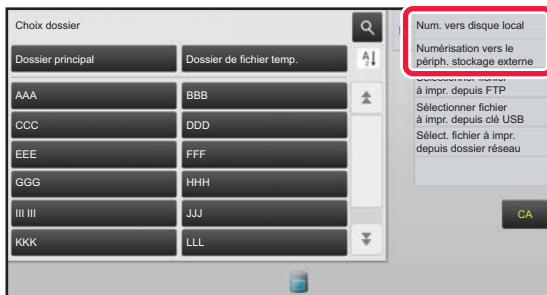 Choix dossier
Dossier principal
Dossier de fichier temp.
AAA
BBB
CCC
DDD
EEE
FFF
GGG
HHH
III III
JJJ
KKK
LLL
Num. vers disque local
Numérisation vers le
périph. stockage externe
Sélectionner fichier
à impr. depuis FTP
Sélectionner fichier
à impr. depuis clé USB
Sélect. fichier à impr.
depuis dossier réseau
CA